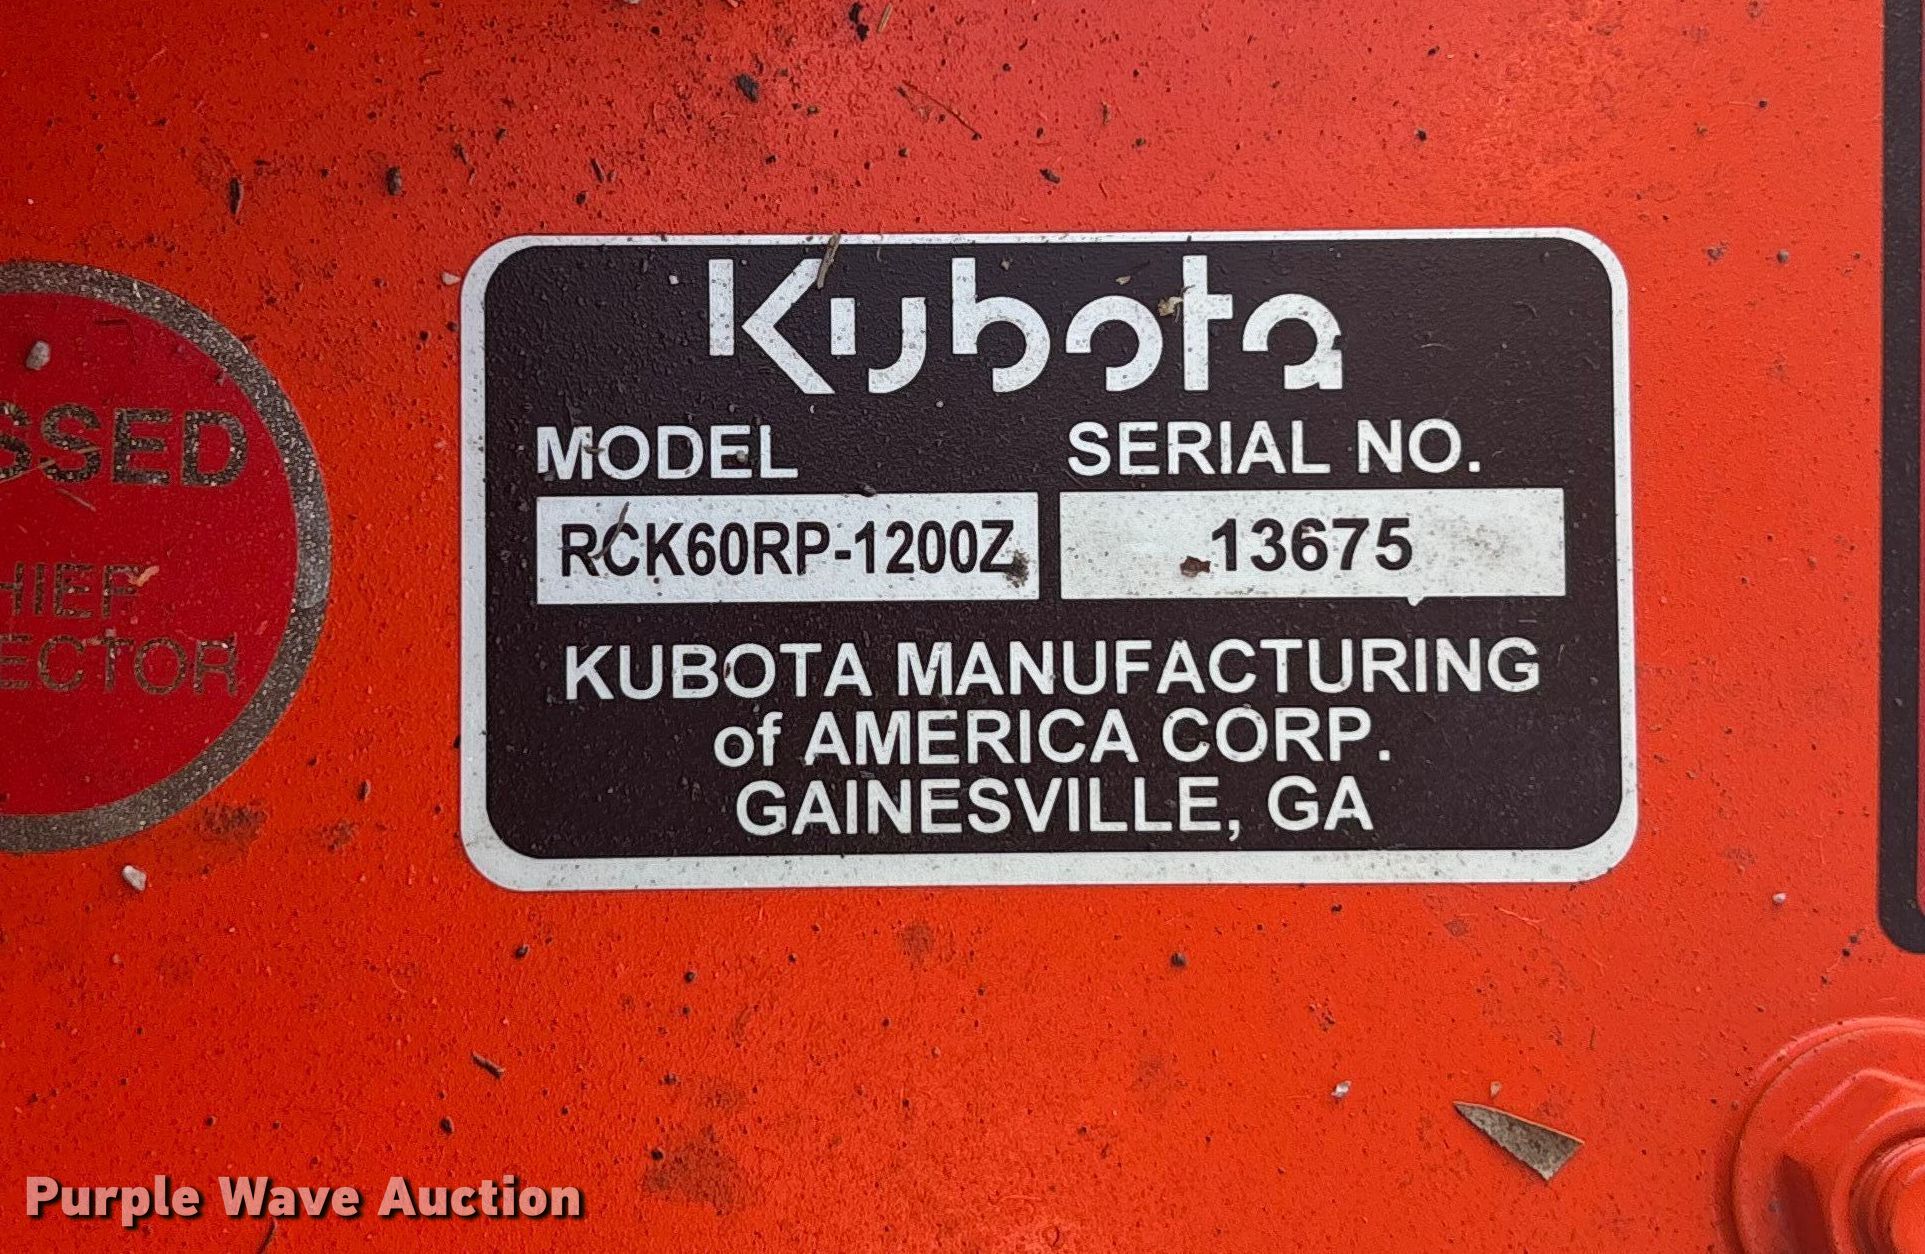 Kubota
MODEL SERIAL NO.
RCK60RP-1200Z 13675
KUBOTA MANUFACTURING
of AMERICA CORP.
GAINESVILLE, GA
SSED
HIEF
ECTOR
Purple Wave Auction